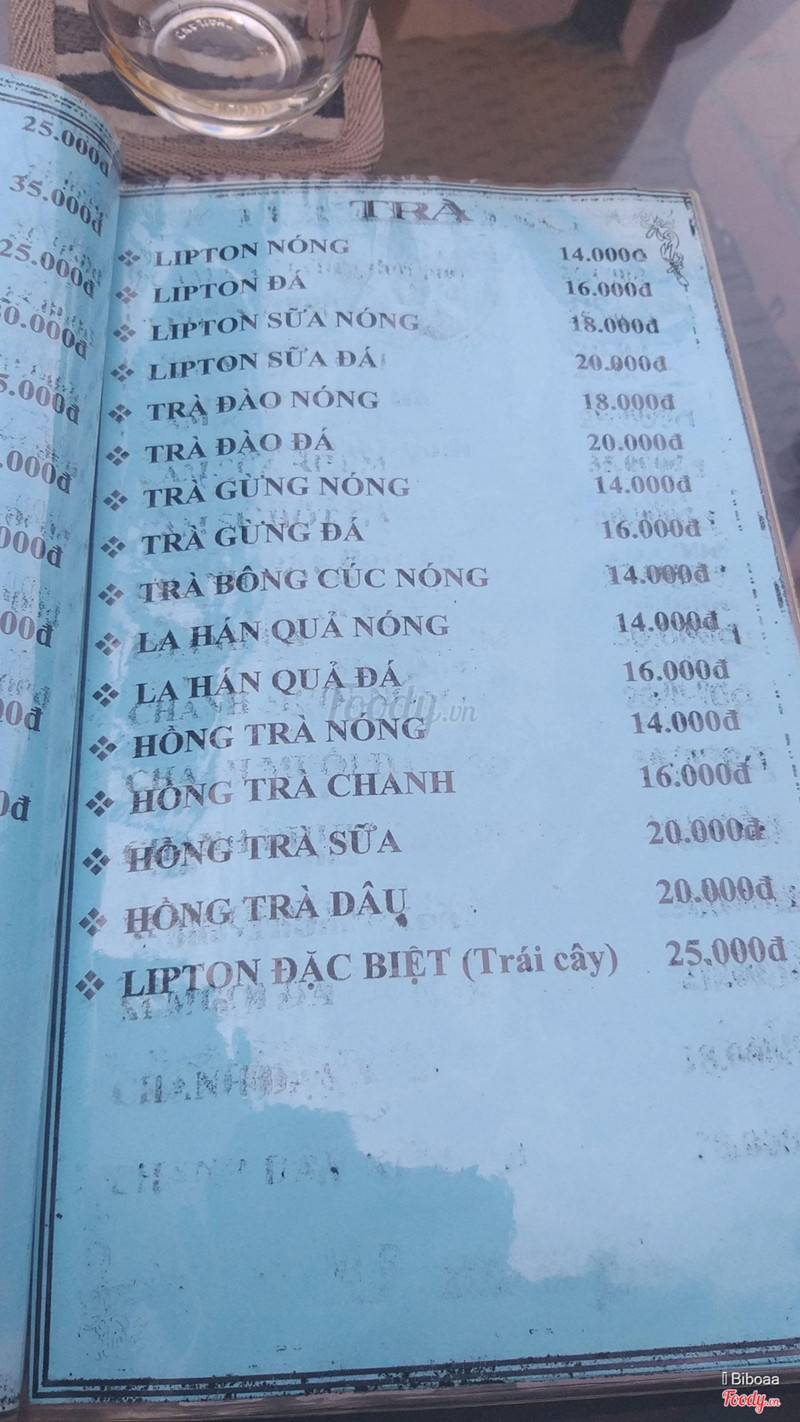 25.000đ
35.000đ
25.000đ
TRÀ
❖ LIPTON NÓNG 14.000đ
❖ LIPTON ĐÁ 16.000đ
❖ LIPTON SỮA NÓNG 18.000đ
❖ LIPTON SỮA ĐÁ 20.000đ
❖ TRÀ ĐÀO NÓNG 18.000đ
❖ TRÀ ĐÀO ĐÁ 20.000đ
❖ TRÀ GỪNG NÓNG 14.000đ
❖ TRÀ GỪNG ĐÁ 16.000đ
❖ TRÀ BÔNG CÚC NÓNG 14.000đ
❖ LA HÁN QUẢ NÓNG 14.000đ
❖ LA HÁN QUẢ ĐÁ 16.000đ
❖ HỒNG TRÀ NÓNG 14.000đ
❖ HỒNG TRÀ CHANH 16.000đ
❖ HỒNG TRÀ SỮA 20.000đ
❖ HỒNG TRÀ DÂU 20.000đ
❖ LIPTON ĐẶC BIỆT (Trái cây) 25.000đ
Foody.vn
Biboaa
Foody.vn